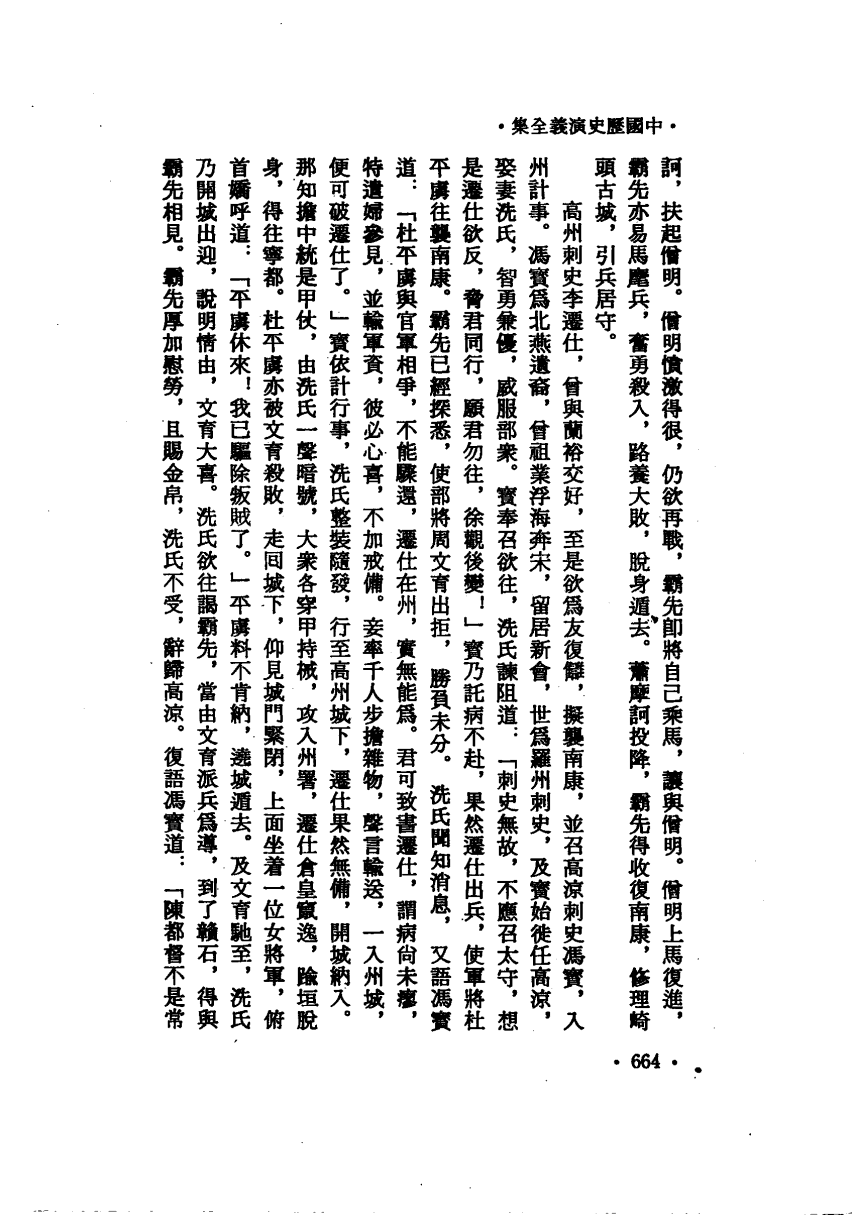 •中國歷史演義全集•
訶，扶起僧明。僧明憤激得很，仍欲再戰，霸先卽將自己乘馬，讓與僧明。僧明上馬復進，
霸先亦易馬麾兵，奮勇殺入，路養大敗，脫身遁去。蕭摩訶投降，霸先得收復南康，修理崎
頭古城，引兵居守。
高州刺史李遷仕，曾與蘭裕交好，至是欲爲友復讎，擬襲南康，並召高涼刺史馮寶，入
州計事。馮寶爲北燕遺裔，曾祖業浮海奔宋，留居新會，世爲羅州刺史，及寶始徙任高涼，
娶妻洗氏，智勇兼優，威服部衆。寶奉召欲往，洗氏諫阻道：「刺史無故，不應召太守，想
是遷仕欲反，脅君同行，願君勿往，徐觀後變！」寶乃託病不赴，果然遷仕出兵，使軍將杜
平虜往襲南康。霸先已經探悉，使部將周文育出拒，勝負未分。洗氏聞知消息，又語馮寶
道：「杜平虜與官軍相爭，不能驟還，遷仕在州，實無能爲。君可致書遷仕，謂病尙未瘳，
特遣婦參見，並輸軍資，彼必心喜，不加戒備。妾率千人步擔雜物，聲言輸送，一入州城，
便可破遷仕了。」寶依計行事，洗氏整裝隨發，行至高州城下，遷仕果然無備，開城納入。
那知擔中統是甲仗，由洗氏一聲暗號，大衆各穿甲持械，攻入州署，遷仕倉皇竄逸，踰垣脫
身，得往寧都。杜平虜亦被文育殺敗，走囘城下，仰見城門緊閉，上面坐着一位女將軍，俯
首嬌呼道：「平虜休來！我已驅除叛賊了。」平虜料不肯納，遶城遁去。及文育馳至，洗氏
乃開城出迎，說明情由，文育大喜。洗氏欲往謁霸先，當由文育派兵爲導，到了贛石，得與
霸先相見。霸先厚加慰勞，且賜金帛，洗氏不受，辭歸高涼。復語馮寶道：「陳都督不是常
•664•